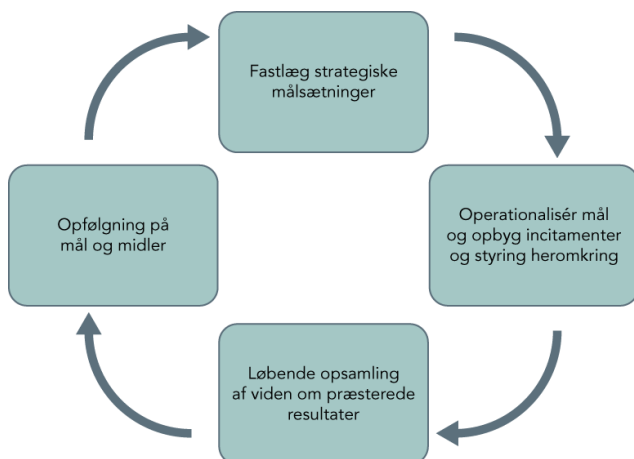 Fastlæg strategiske
målsætninger
Operationalisér mål
og opbyg incitamenter
og styring heromkring
Løbende opsamling
af viden om præsterede
resultater
Opfølgning på
mål og midler